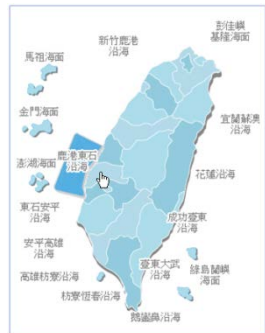 彭佳嶼
基隆海面
新竹鹿港
沿海
馬祖海面
金門海面
宜蘭蘇澳
沿海
鹿港東石
沿海
澎湖海面
花蓮沿海
東石安平
沿海
成功臺東
沿海
安平高雄
沿海
臺東大武
沿海
綠島蘭嶼
海面
高雄枋寮沿海
枋寮恆春沿海
鵝鑾鼻沿海